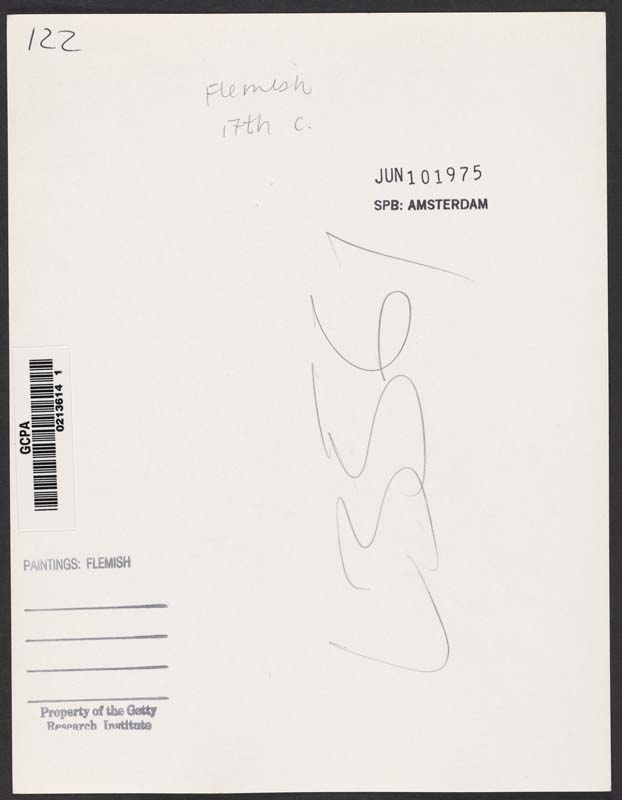 122
Flemish
17th c.
JUN 10 1975
SPB: AMSTERDAM
GCPA
0213614 1
PAINTINGS: FLEMISH
Property of the Getty
Research Institute